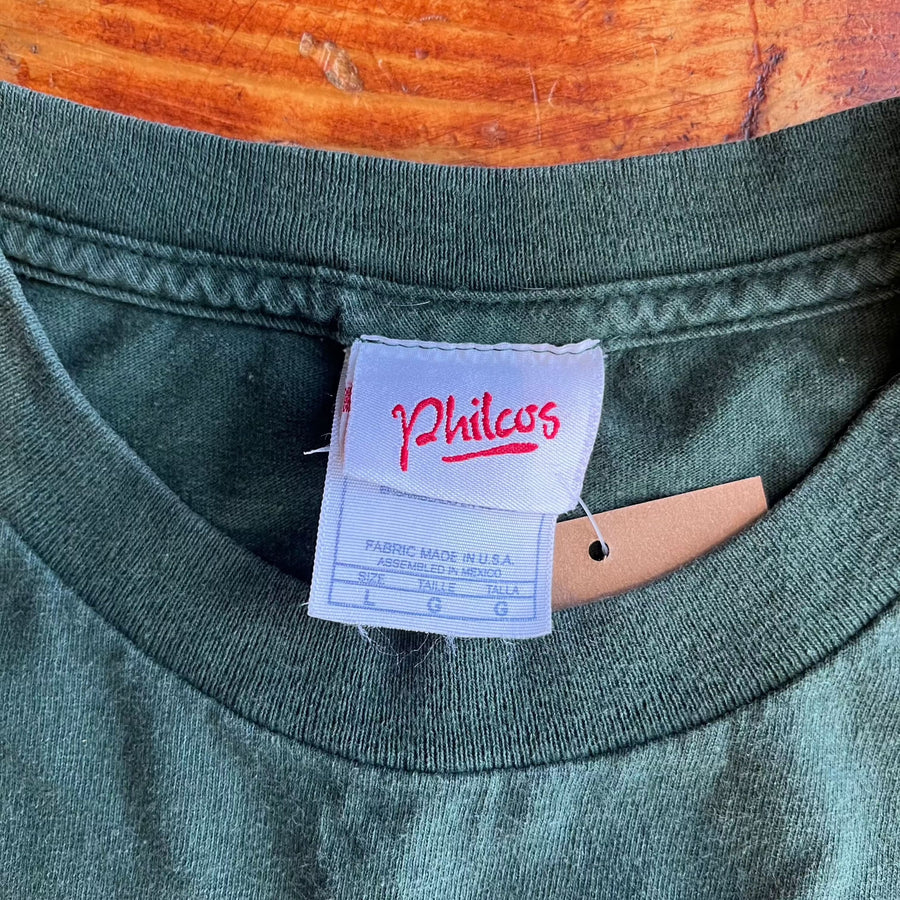 Philcos
FABRIC MADE IN U.S.A.
ASSEMBLED IN MEXICO
SIZE TAILLE TALLA
L G G